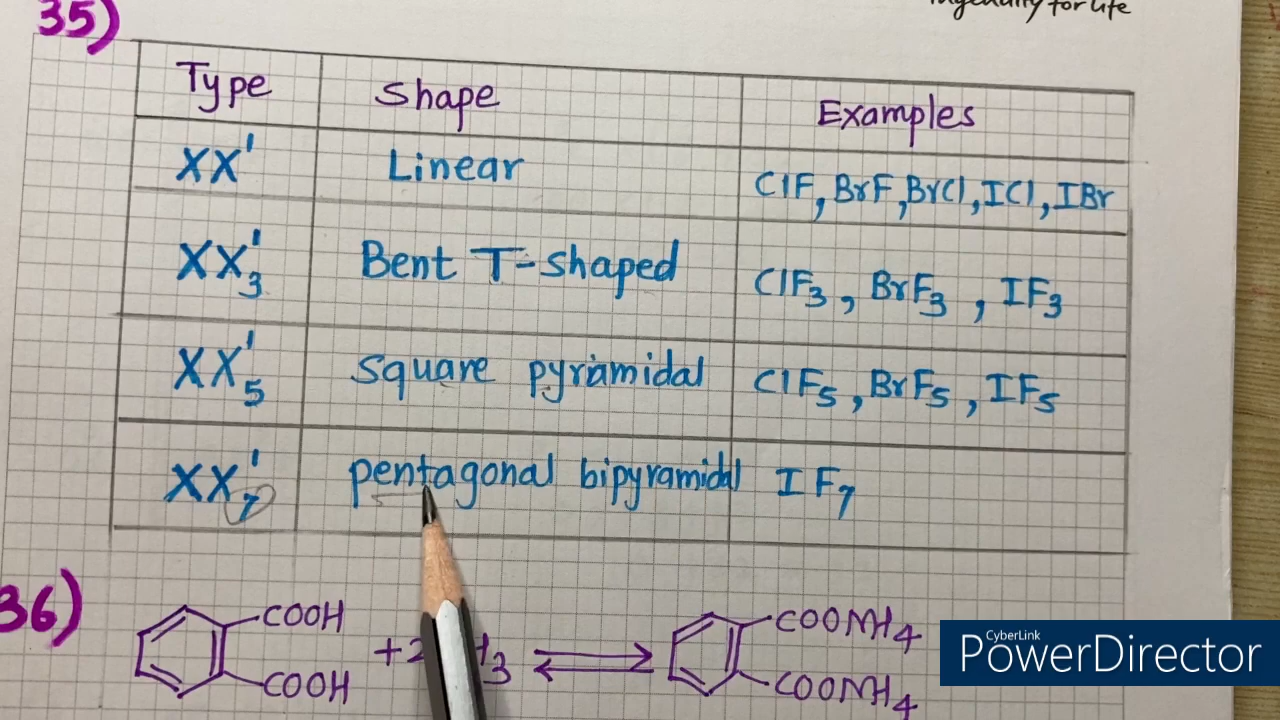 Ingenuity for life
35)
Type Shape Examples
XX' Linear ClF, BrF, BrCl, ICl, IBr
XX'3 Bent T-shaped ClF3, BrF3, IF3
XX'5 square pyramidal ClF5, BrF5, IF5
XX'7 pentagonal bipyramidal IF7
36)
COOH COONH4
+2 H3
COOH COONH4
CyberLink
PowerDirector